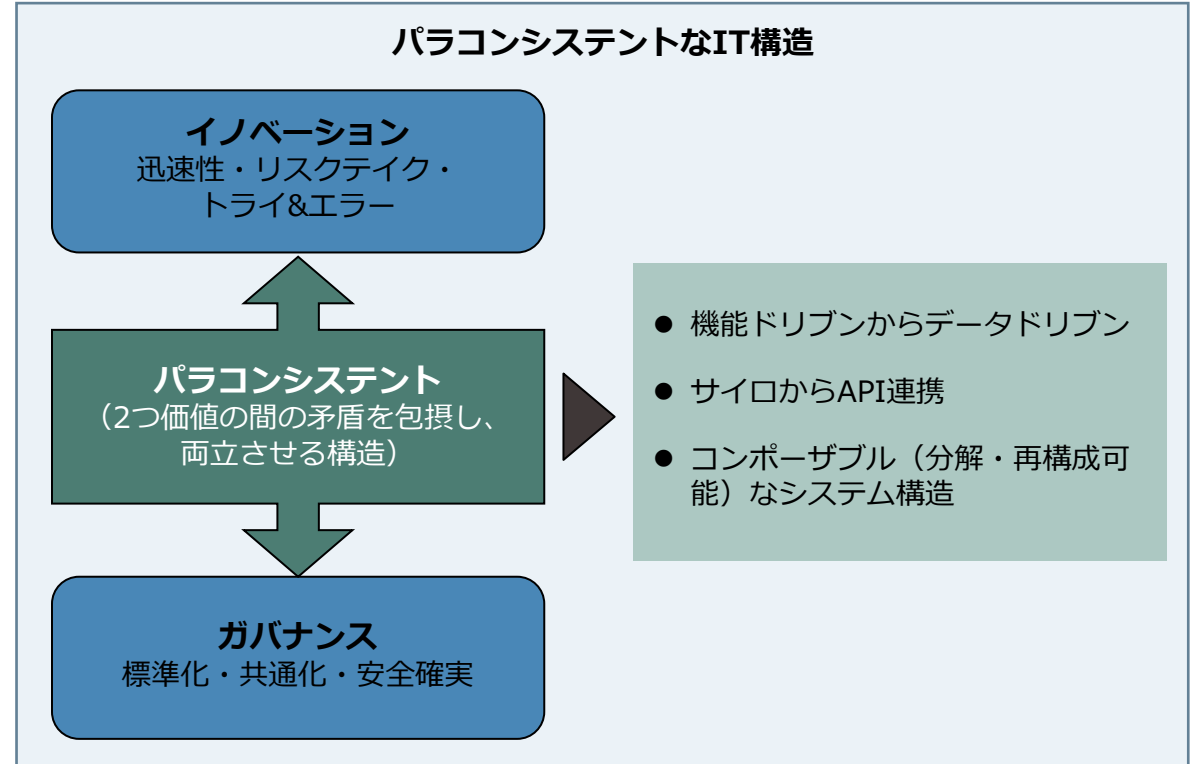 パラコンシステントなIT構造
イノベーション
迅速性・リスクテイク・
トライ&エラー
パラコンシステント
（2つ価値の間の矛盾を包摂し、
両立させる構造）
ガバナンス
標準化・共通化・安全確実
● 機能ドリブンからデータドリブン
● サイロからAPI連携
● コンポーザブル（分解・再構成可
能）なシステム構造